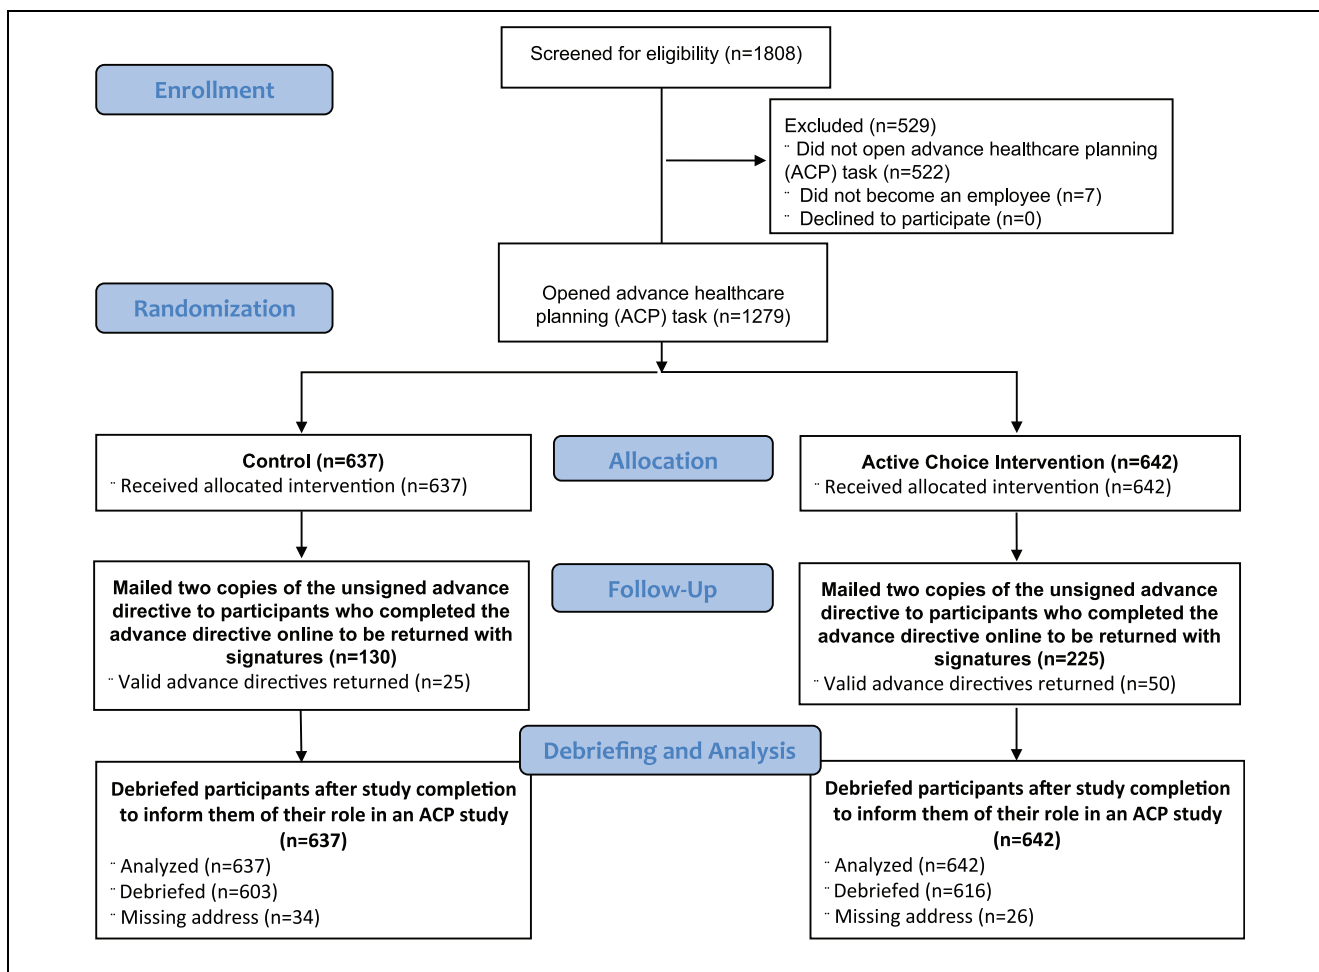 Screened for eligibility (n=1808)
Enrollment
Excluded (n=529)
¨ Did not open advance healthcare planning
(ACP) task (n=522)
¨ Did not become an employee (n=7)
¨ Declined to participate (n=0)
Opened advance healthcare
planning (ACP) task (n=1279)
Randomization
Control (n=637)
¨ Received allocated intervention (n=637)
Allocation
Active Choice Intervention (n=642)
¨ Received allocated intervention (n=642)
Mailed two copies of the unsigned advance
directive to participants who completed the
advance directive online to be returned with
signatures (n=130)
¨ Valid advance directives returned (n=25)
Follow-Up
Mailed two copies of the unsigned advance
directive to participants who completed the
advance directive online to be returned with
signatures (n=225)
¨ Valid advance directives returned (n=50)
Debriefing and Analysis
Debriefed participants after study completion
to inform them of their role in an ACP study
(n=637)
¨ Analyzed (n=637)
¨ Debriefed (n=603)
¨ Missing address (n=34)
Debriefed participants after study completion
to inform them of their role in an ACP study
(n=642)
¨ Analyzed (n=642)
¨ Debriefed (n=616)
¨ Missing address (n=26)